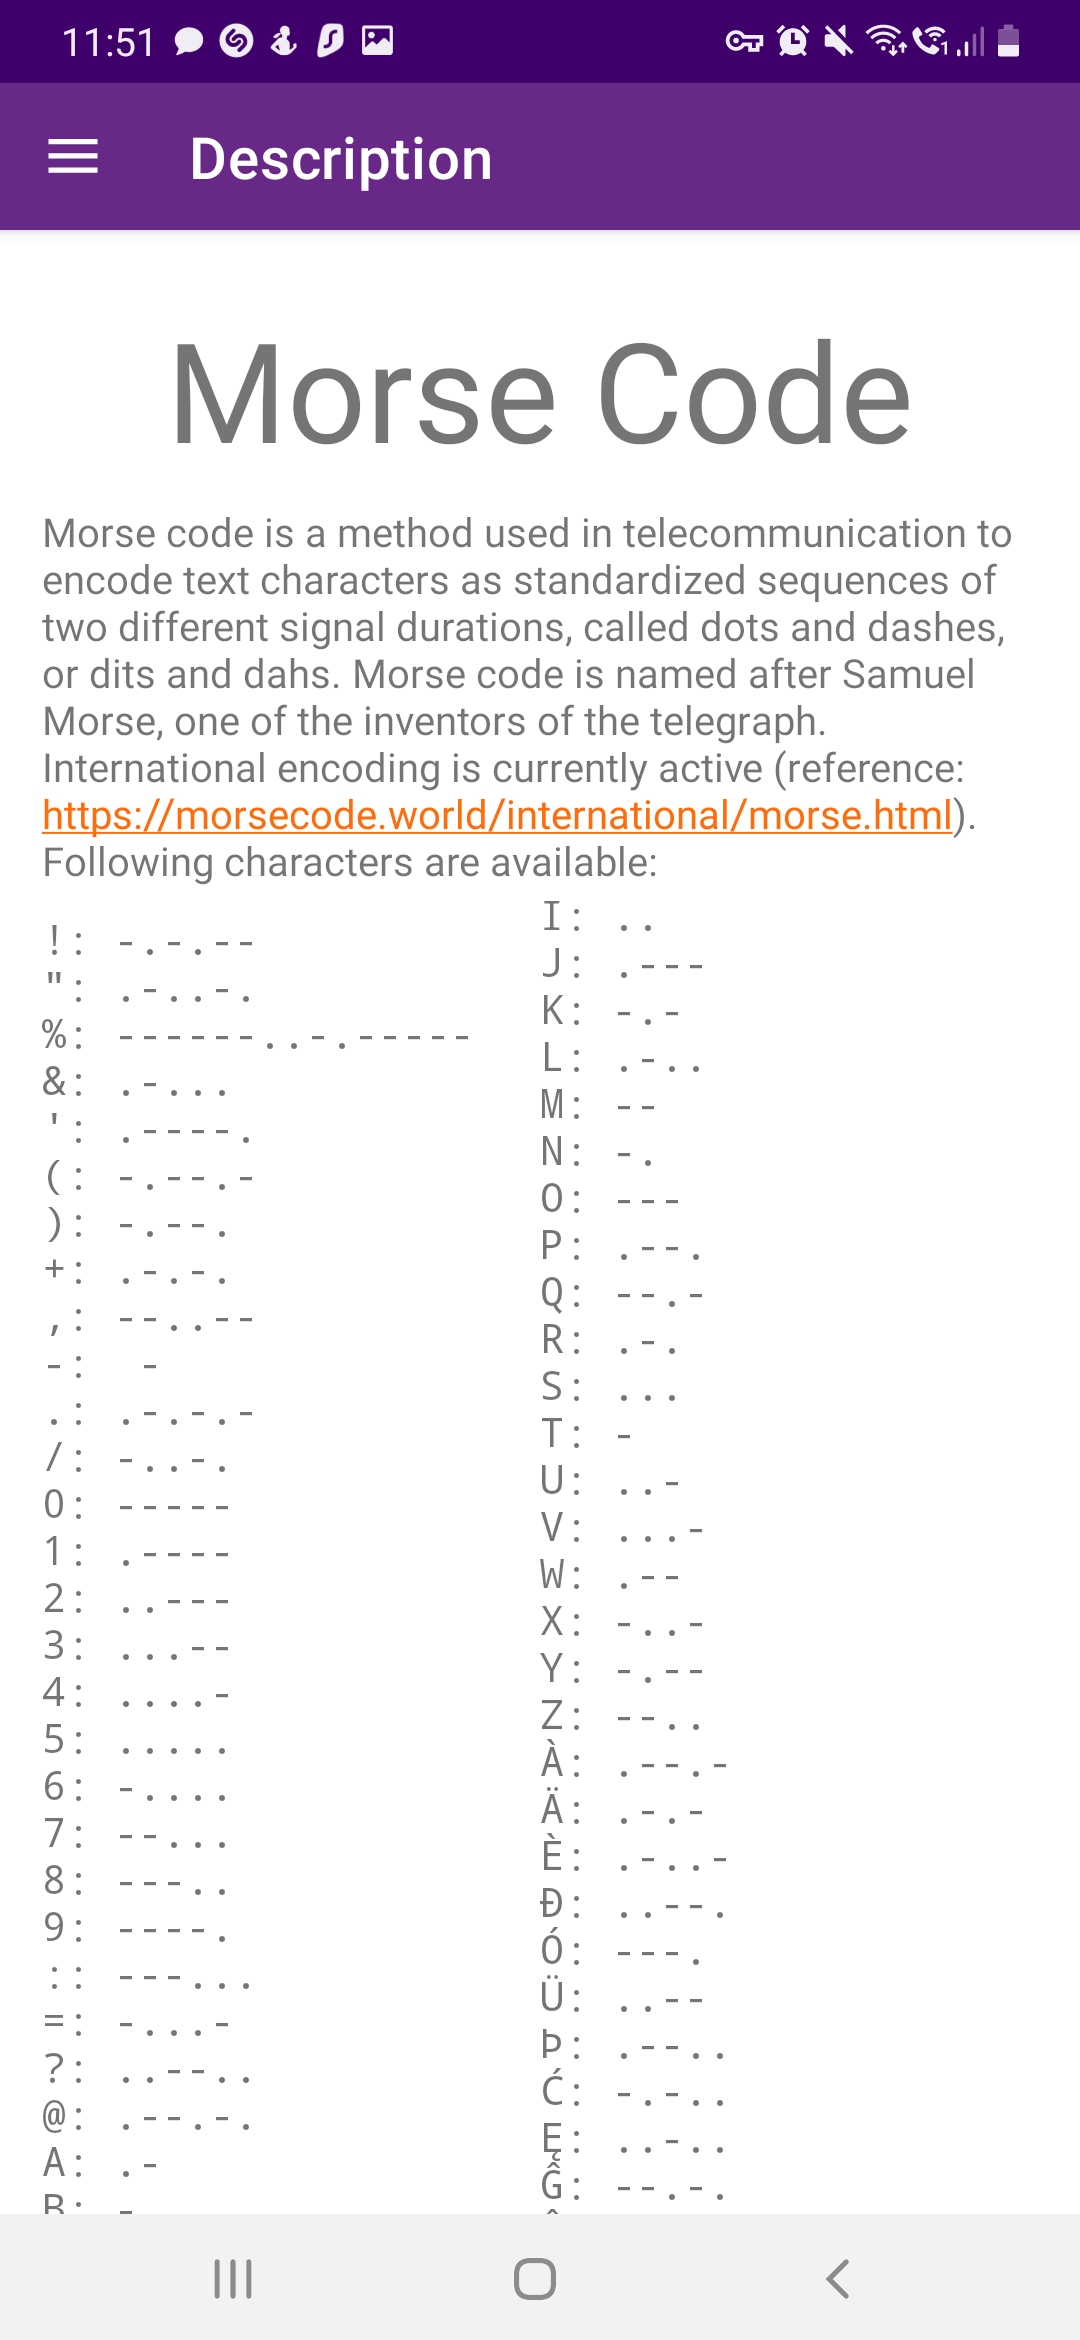 11:51
Description
Morse Code
Morse code is a method used in telecommunication to
encode text characters as standardized sequences of
two different signal durations, called dots and dashes,
or dits and dahs. Morse code is named after Samuel
Morse, one of the inventors of the telegraph.
International encoding is currently active (reference:
https://morsecode.world/international/morse.html).
Following characters are available:
!: -.-.--
": .-..-.
%: ------..-.-----
&: .-...
': .----.
(: -.--.-
): -.--.
+: .-.-.
,: --..--
-:  -
.: .-.-.-
/: -..-.
0: -----
1: .----
2: ..---
3: ...--
4: ....-
5: .....
6: -....
7: --...
8: ---..
9: ----.
:: ---...
=: -...-
?: ..--..
@: .--.-.
A: .-
B: -
I: ..
J: .---
K: -.-
L: .-..
M: --
N: -.
O: ---
P: .--.
Q: --.-
R: .-.
S: ...
T: -
U: ..-
V: ...-
W: .--
X: -..-
Y: -.--
Z: --..
À: .--.-
Ä: .-.-
È: .-..-
Đ: ..--.
Ó: ---.
Ü: ..--
Þ: .--..
Ć: -.-..
Ę: ..-..
Ĝ: --.-.